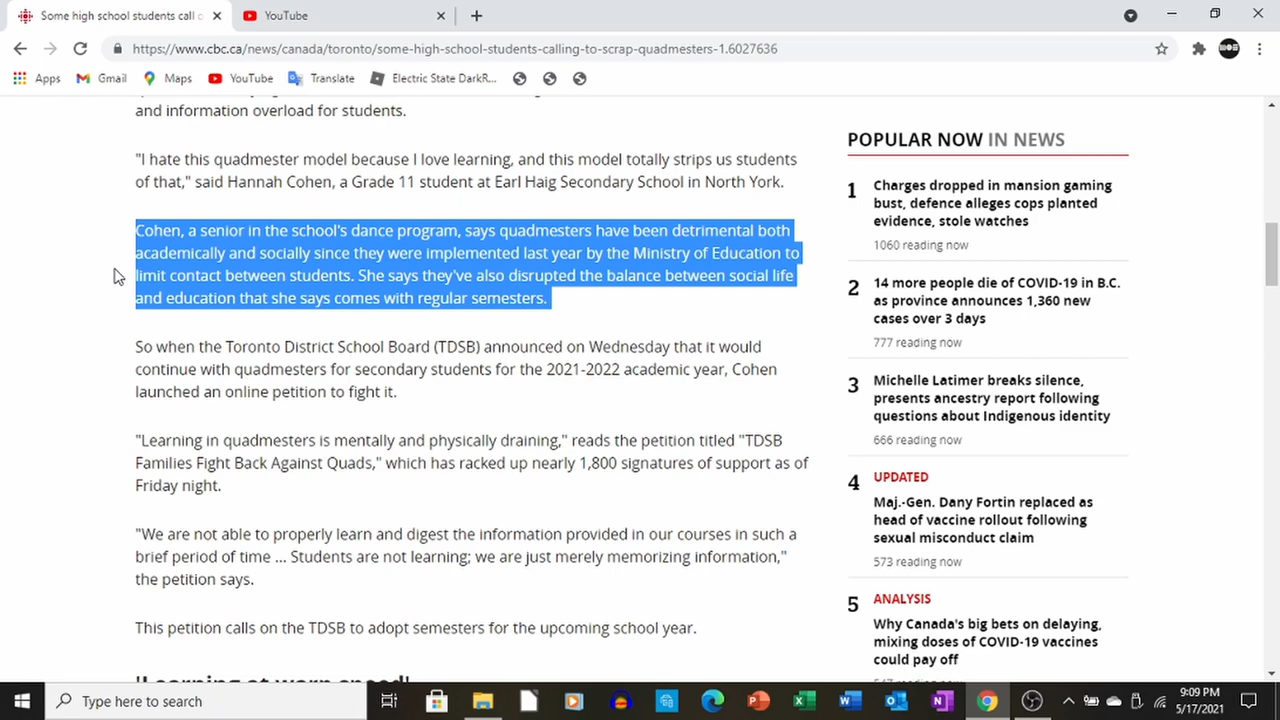 Some high school students call
YouTube
https://www.cbc.ca/news/canada/toronto/some-high-school-students-calling-to-scrap-quadmesters-1.6027636
Apps
Gmail
Maps
YouTube
Translate
Electric State DarkR...
and information overload for students.
"I hate this quadmester model because I love learning, and this model totally strips us students
of that," said Hannah Cohen, a Grade 11 student at Earl Haig Secondary School in North York.
Cohen, a senior in the school's dance program, says quadmesters have been detrimental both
academically and socially since they were implemented last year by the Ministry of Education to
limit contact between students. She says they've also disrupted the balance between social life
and education that she says comes with regular semesters.
So when the Toronto District School Board (TDSB) announced on Wednesday that it would
continue with quadmesters for secondary students for the 2021-2022 academic year, Cohen
launched an online petition to fight it.
"Learning in quadmesters is mentally and physically draining," reads the petition titled "TDSB
Families Fight Back Against Quads," which has racked up nearly 1,800 signatures of support as of
Friday night.
"We are not able to properly learn and digest the information provided in our courses in such a
brief period of time ... Students are not learning; we are just merely memorizing information,"
the petition says.
This petition calls on the TDSB to adopt semesters for the upcoming school year.
'Learning at warp speed'
POPULAR NOW IN NEWS
1
Charges dropped in mansion gaming
bust, defence alleges cops planted
evidence, stole watches
1060 reading now
2
14 more people die of COVID-19 in B.C.
as province announces 1,360 new
cases over 3 days
777 reading now
3
Michelle Latimer breaks silence,
presents ancestry report following
questions about Indigenous identity
666 reading now
4
UPDATED
Maj.-Gen. Dany Fortin replaced as
head of vaccine rollout following
sexual misconduct claim
573 reading now
5
ANALYSIS
Why Canada's big bets on delaying,
mixing doses of COVID-19 vaccines
could pay off
Type here to search
9:09 PM
5/17/2021